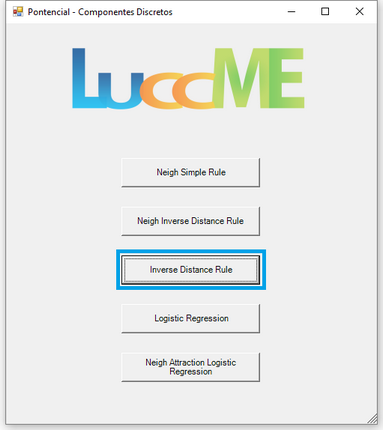 Pontencial - Componentes Discretos
LuccME
Neigh Simple Rule
Neigh Inverse Distance Rule
Inverse Distance Rule
Logistic Regression
Neigh Attraction Logistic
Regression